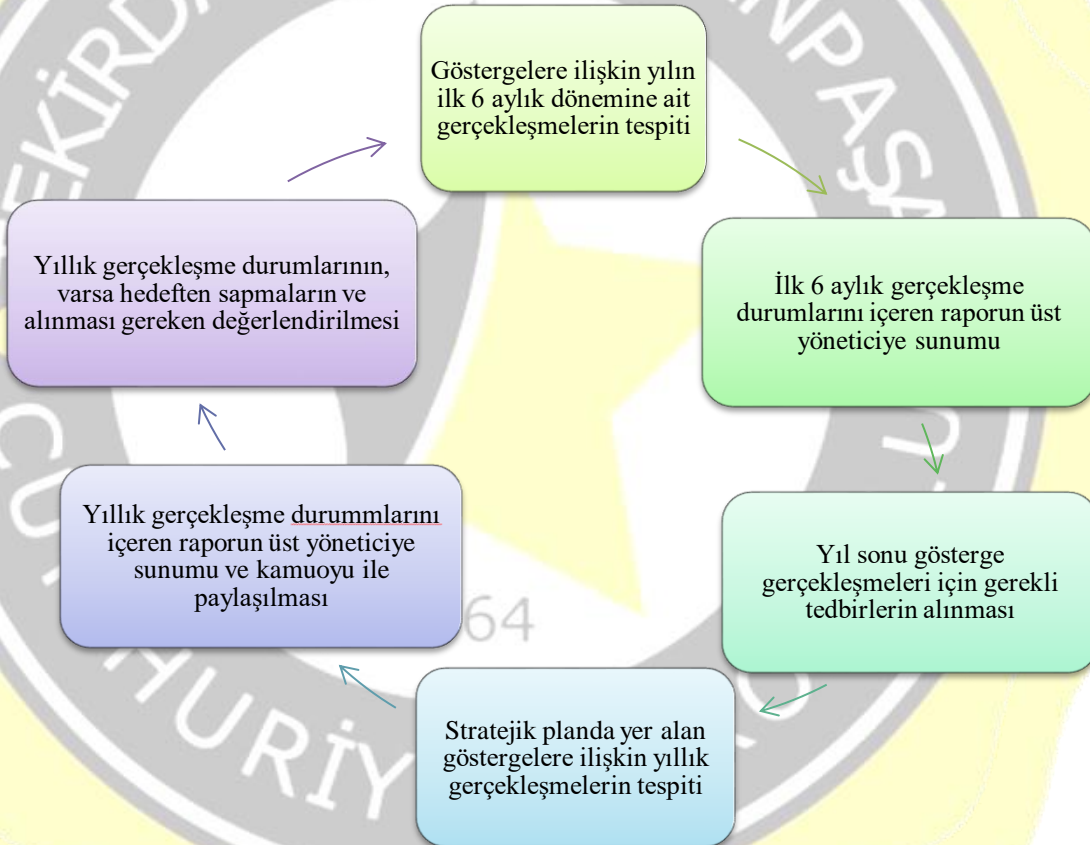 Göstergelere ilişkin yılın
ilk 6 aylık dönemine ait
gerçekleşmelerin tespiti
İlk 6 aylık gerçekleşme
durumlarını içeren raporun üst
yöneticiye sunumu
Yıl sonu gösterge
gerçekleşmeleri için gerekli
tedbirlerin alınması
Stratejik planda yer alan
göstergelere ilişkin yıllık
gerçekleşmelerin tespiti
Yıllık gerçekleşme durummlarını
içeren raporun üst yöneticiye
sunumu ve kamuoyu ile
paylaşılması
Yıllık gerçekleşme durumlarının,
varsa hedeften sapmaların ve
alınması gereken değerlendirilmesi
64